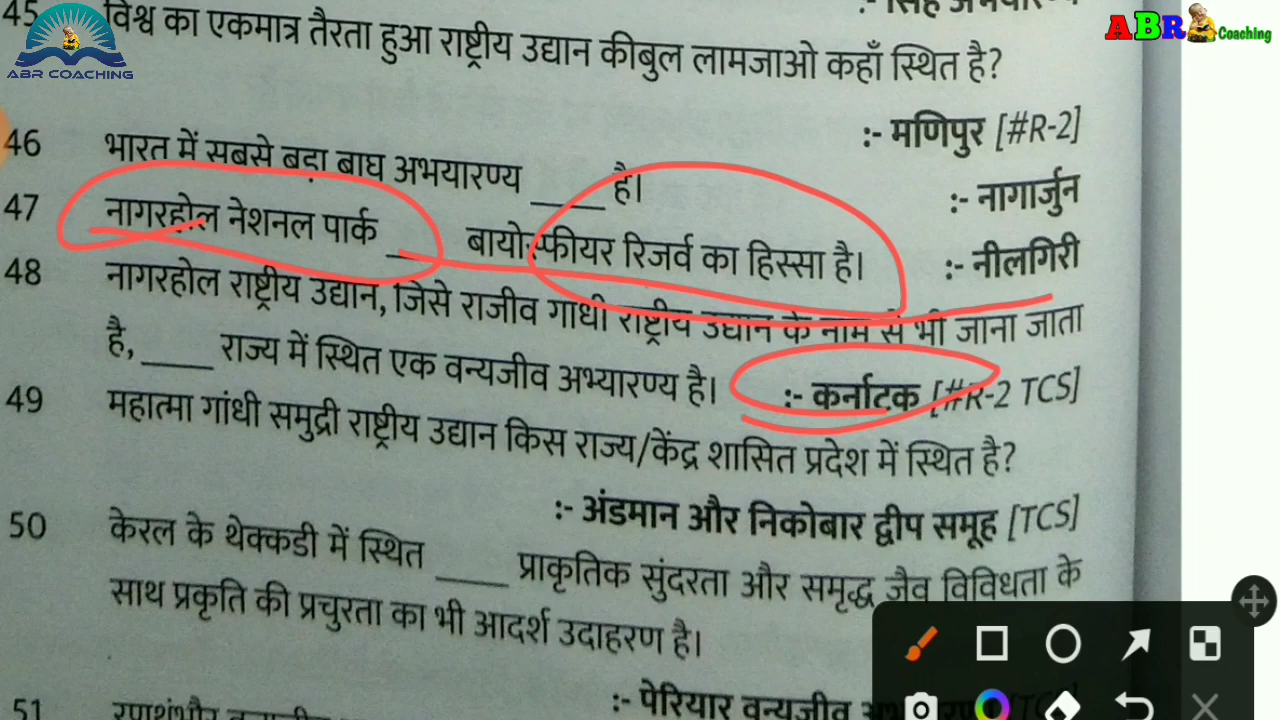 :- सिंह अभयारण्य
45 विश्व का एकमात्र तैरता हुआ राष्ट्रीय उद्यान कीबुल लामजाओ कहाँ स्थित है?
:- मणिपुर [#R-2]
46 भारत में सबसे बड़ा बाघ अभयारण्य ____ है।
:- नागार्जुन
47 नागरहोल नेशनल पार्क ____ बायोस्फीयर रिजर्व का हिस्सा है।
:- नीलगिरी
48 नागरहोल राष्ट्रीय उद्यान, जिसे राजीव गाधी राष्ट्रीय उद्यान के नाम से भी जाना जाता
है, ____ राज्य में स्थित एक वन्यजीव अभ्यारण्य है।
:- कर्नाटक [#R-2 TCS]
49 महात्मा गांधी समुद्री राष्ट्रीय उद्यान किस राज्य/केंद्र शासित प्रदेश में स्थित है?
:- अंडमान और निकोबार द्वीप समूह [TCS]
50 केरल के थेक्कडी में स्थित ____ प्राकृतिक सुंदरता और समृद्ध जैव विविधता के
साथ प्रकृति की प्रचुरता का भी आदर्श उदाहरण है।
:- पेरियार वन्यजीव
51
ABR COACHING
ABR Coaching